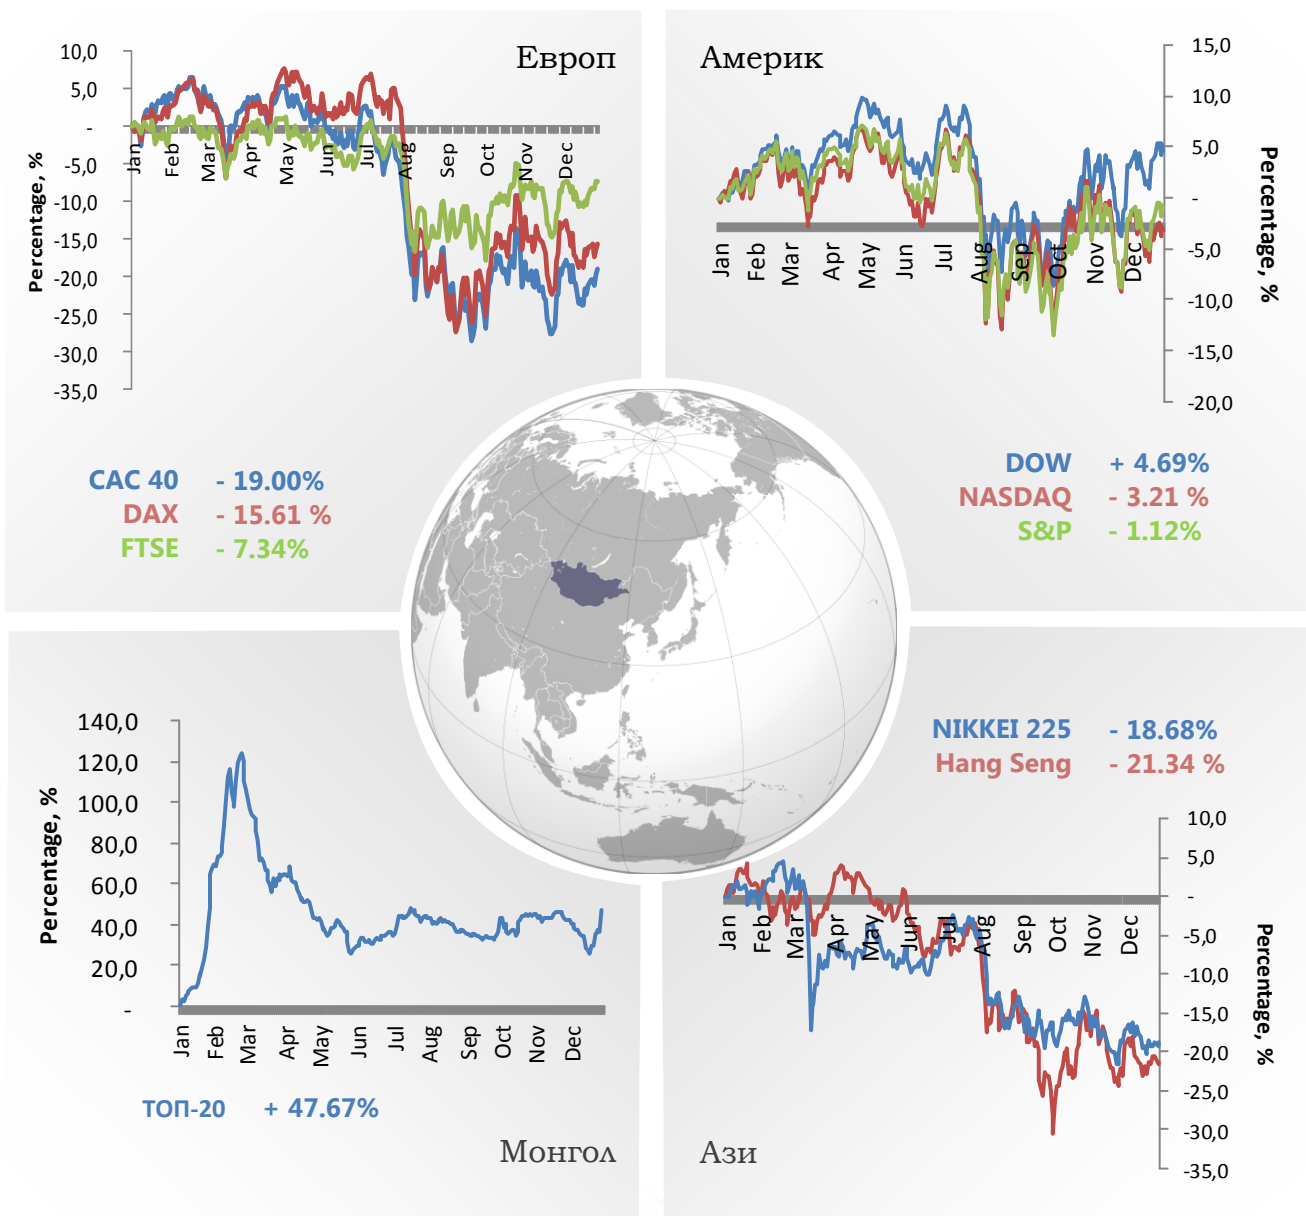 Европ
10,0
5,0
-
-5,0
-10,0
-15,0
-20,0
-25,0
-30,0
-35,0
Percentage, %
Jan Feb Mar Apr May Jun Jul Aug Sep Oct Nov Dec
CAC 40 - 19.00%
DAX - 15.61 %
FTSE - 7.34%
Америк
15,0
10,0
5,0
-
-5,0
-10,0
-15,0
-20,0
Percentage, %
Jan Feb Mar Apr May Jun Jul Aug Sep Oct Nov Dec
DOW + 4.69%
NASDAQ - 3.21 %
S&P - 1.12%
140,0
120,0
100,0
80,0
60,0
40,0
20,0
-
Percentage, %
Jan Feb Mar Apr May Jun Jul Aug Sep Oct Nov Dec
ТОП-20 + 47.67%
Монгол
NIKKEI 225 - 18.68%
Hang Seng - 21.34 %
10,0
5,0
-
-5,0
-10,0
-15,0
-20,0
-25,0
-30,0
-35,0
Percentage, %
Jan Feb Mar Apr May Jun Jul Aug Sep Oct Nov Dec
Ази